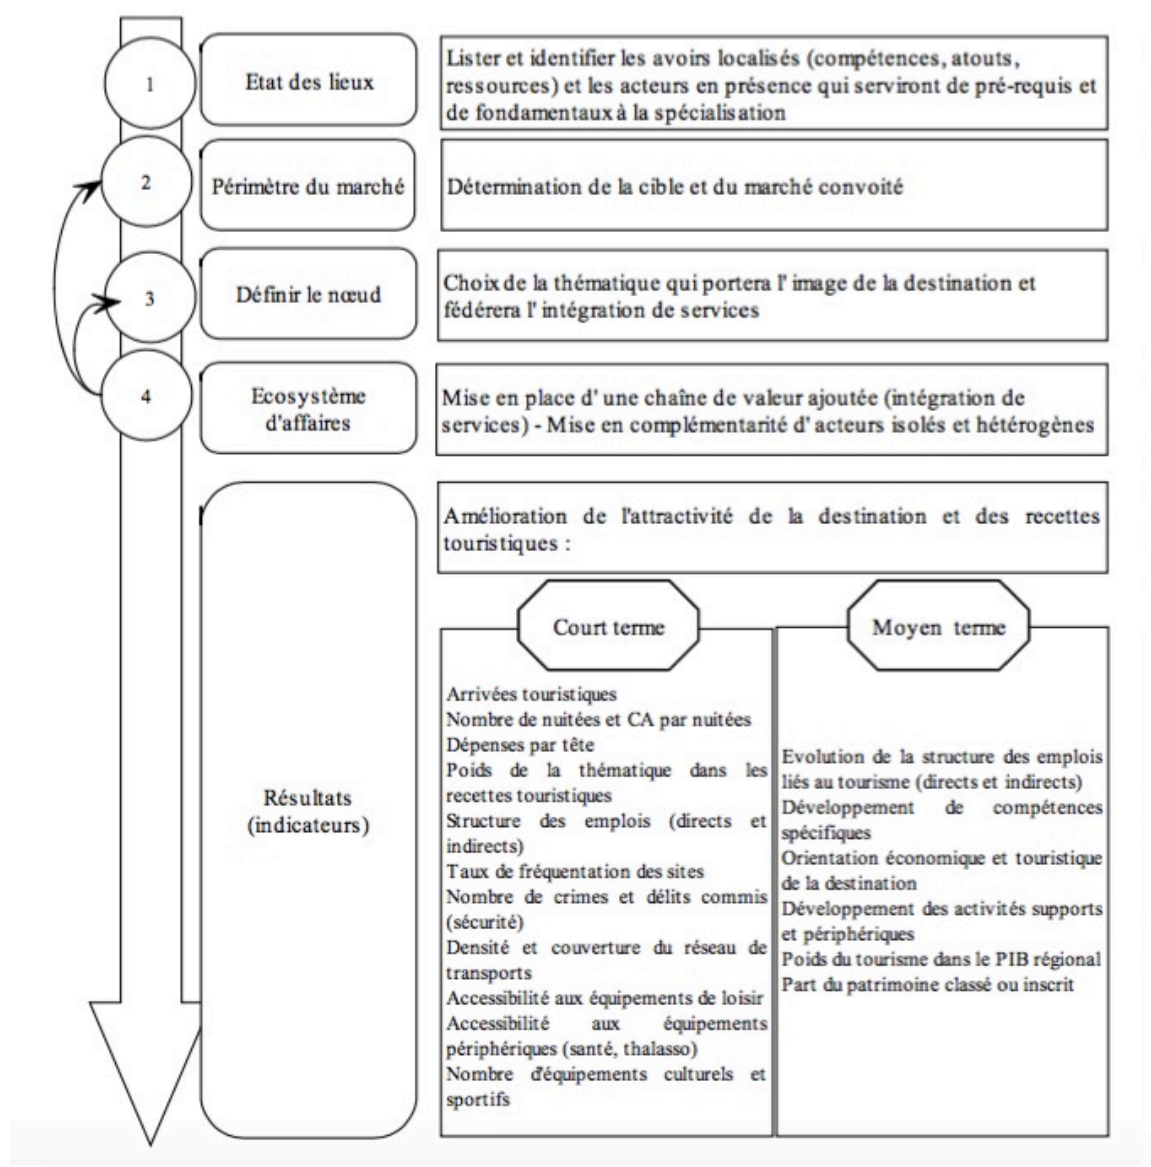 1
Etat des lieux
Lister et identifier les avoirs localisés (compétences, atouts,
ressources) et les acteurs en présence qui serviront de pré-requis et
de fondamentaux à la spécialisation
2
Périmètre du marché
Détermination de la cible et du marché convoité
3
Définir le nœud
Choix de la thématique qui portera l'image de la destination et
fédérera l'intégration de services
4
Ecosystème
d'affaires
Mise en place d'une chaîne de valeur ajoutée (intégration de
services) - Mise en complémentarité d'acteurs isolés et hétérogènes
Résultats
(indicateurs)
Amélioration de l'attractivité de la destination et des recettes
touristiques :
Court terme
Arrivées touristiques
Nombre de nuitées et CA par nuitées
Dépenses par tête
Poids de la thématique dans les
recettes touristiques
Structure des emplois (directs et
indirects)
Taux de fréquentation des sites
Nombre de crimes et délits commis
(sécurité)
Densité et couverture du réseau de
transports
Accessibilité aux équipements de loisir
Accessibilité aux équipements
périphériques (santé, thalasso)
Nombre d'équipements culturels et
sportifs
Moyen terme
Evolution de la structure des emplois
liés au tourisme (directs et indirects)
Développement de compétences
spécifiques
Orientation économique et touristique
de la destination
Développement des activités supports
et périphériques
Poids du tourisme dans le PIB régional
Part du patrimoine classé ou inscrit